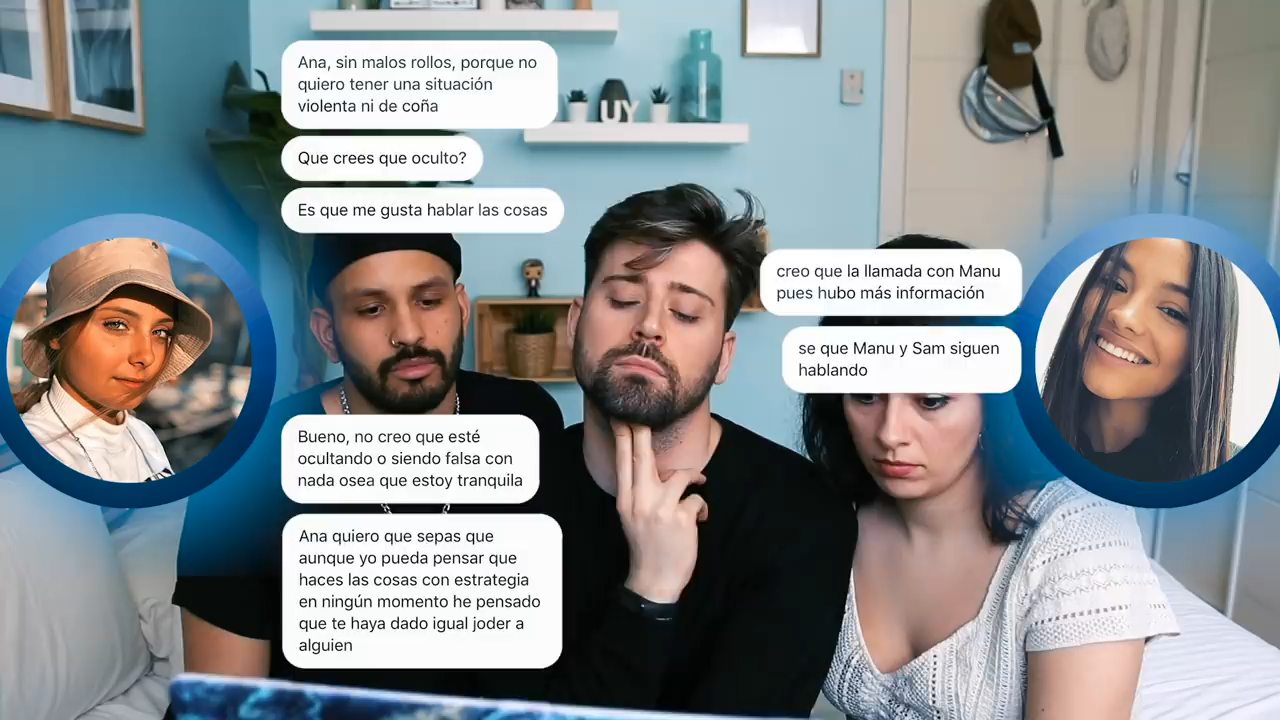 Ana, sin malos rollos, porque no
quiero tener una situación
violenta ni de coña
Que crees que oculto?
Es que me gusta hablar las cosas
UY
creo que la llamada con Manu
pues hubo más información
se que Manu y Sam siguen
hablando
Bueno, no creo que esté
ocultando o siendo falsa con
nada osea que estoy tranquila
Ana quiero que sepas que
aunque yo pueda pensar que
haces las cosas con estrategia
en ningún momento he pensado
que te haya dado igual joder a
alguien